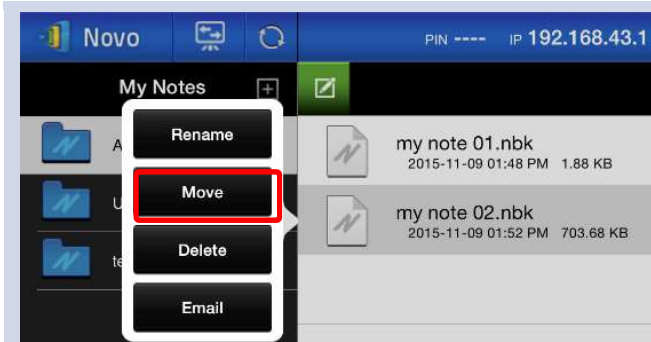 Novo PIN ---- IP 192.168.43.1
My Notes
A
Rename
my note 01.nbk
2015-11-09 01:48 PM 1.88 KB
U
Move
my note 02.nbk
2015-11-09 01:52 PM 703.68 KB
te
Delete
Email